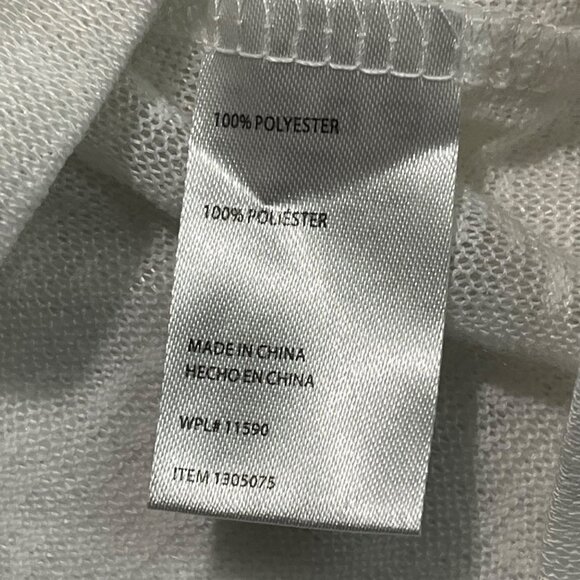 100% POLYESTER
100% POLIESTER
MADE IN CHINA
HECHO EN CHINA
WPL# 11590
ITEM 1305075